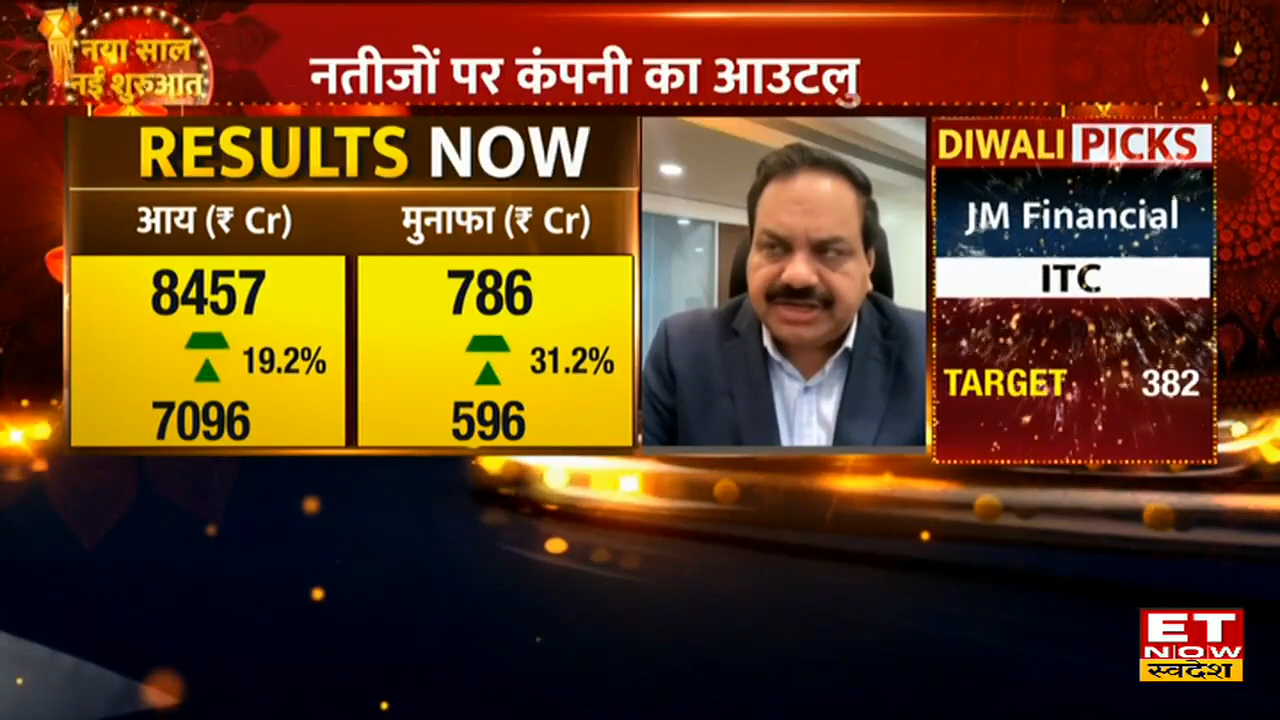 नया साल
नई शुरुआत
नतीजों पर कंपनी का आउटलु
RESULTS NOW
आय (₹ Cr)
मुनाफा (₹ Cr)
8457
786
19.2%
31.2%
7096
596
DIWALI PICKS
JM Financial
ITC
TARGET 382
ET
NOW
स्वदेश